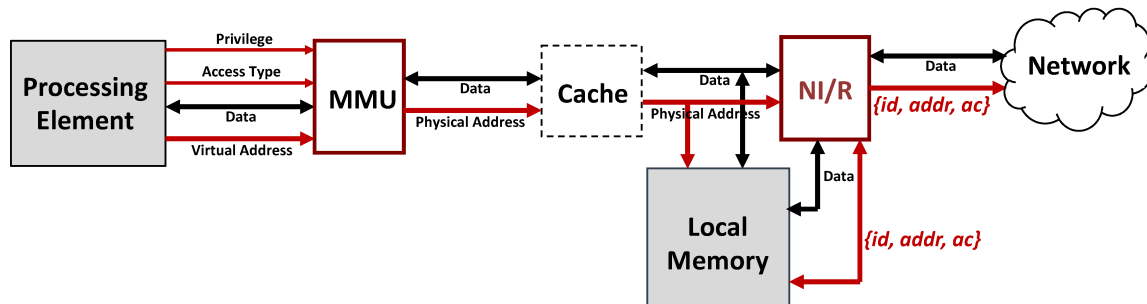 Processing
Element
Privilege
Access Type
Data
Virtual Address
MMU
Data
Physical Address
Cache
Data
Physical Address
NI/R
Data
{id, addr, ac}
Network
Data
Local
Memory
{id, addr, ac}